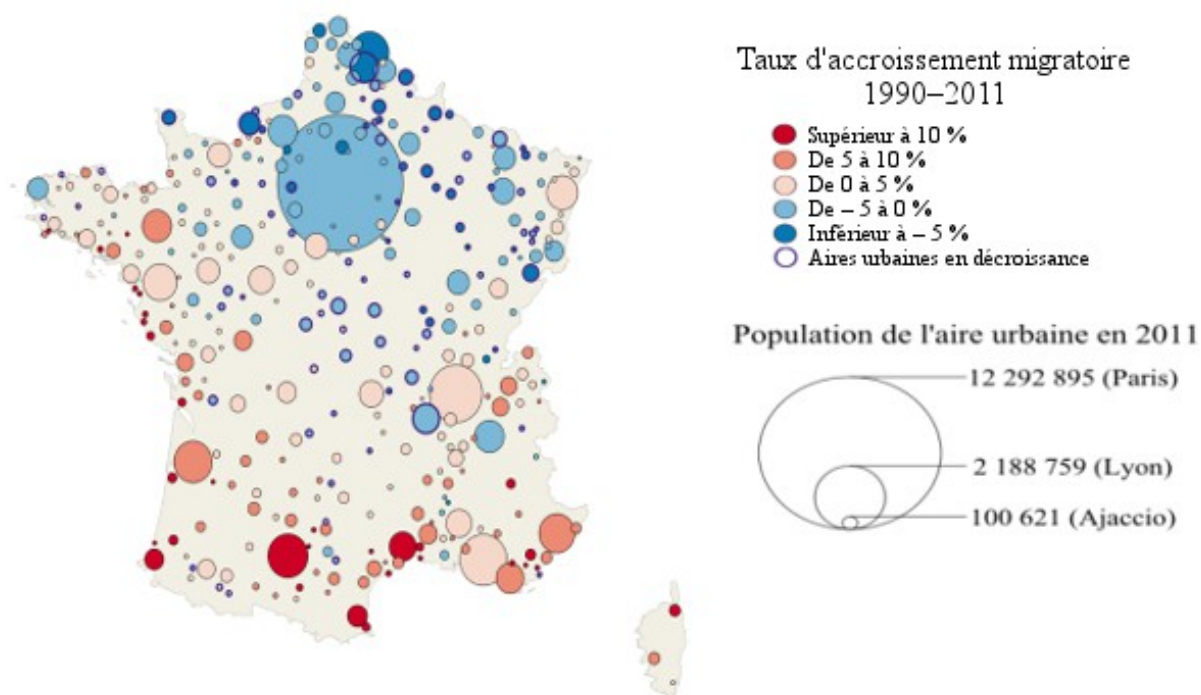 Taux d'accroissement migratoire
1990–2011
Supérieur à 10 %
De 5 à 10 %
De 0 à 5 %
De – 5 à 0 %
Inférieur à – 5 %
Aires urbaines en décroissance
Population de l'aire urbaine en 2011
12 292 895 (Paris)
2 188 759 (Lyon)
100 621 (Ajaccio)